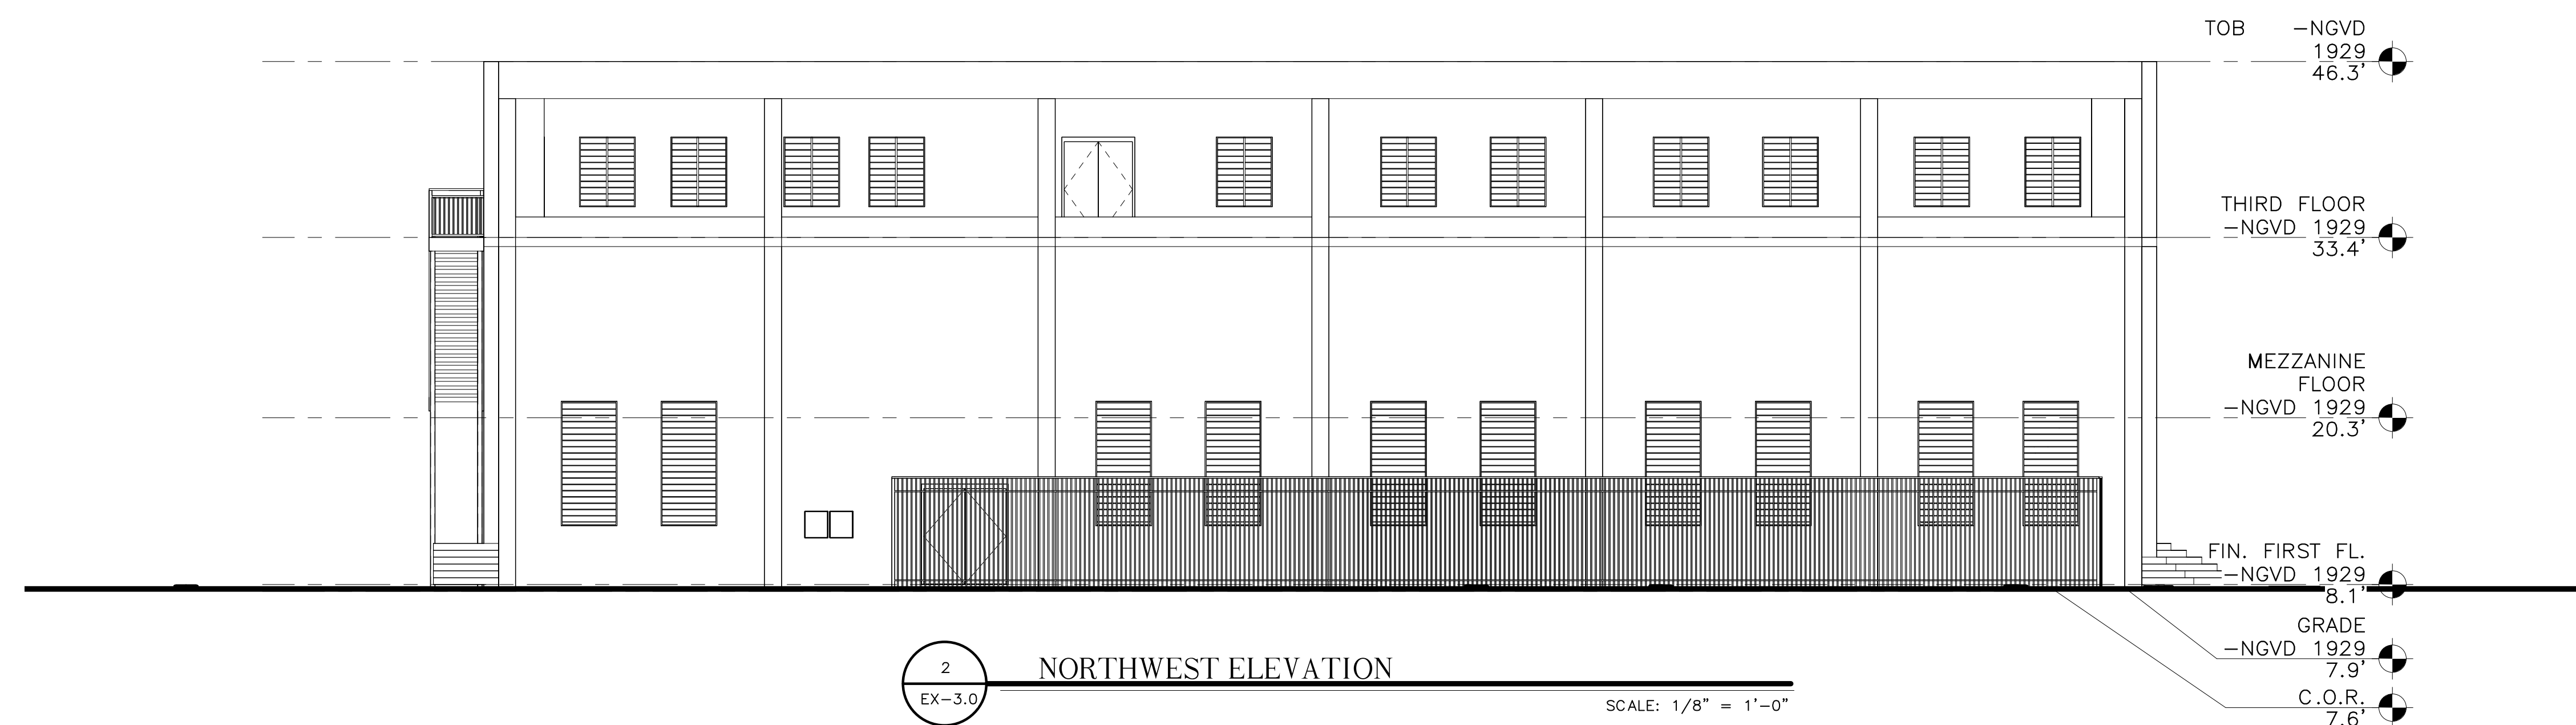 TOB -NGVD
1929
46.3'
THIRD FLOOR
-NGVD 1929
33.4'
MEZZANINE
FLOOR
-NGVD 1929
20.3'
FIN. FIRST FL.
-NGVD 1929
8.1'
GRADE
-NGVD 1929
7.9'
C.O.R.
7.6'
2
EX-3.0
NORTHWEST ELEVATION
SCALE: 1/8" = 1'-0"